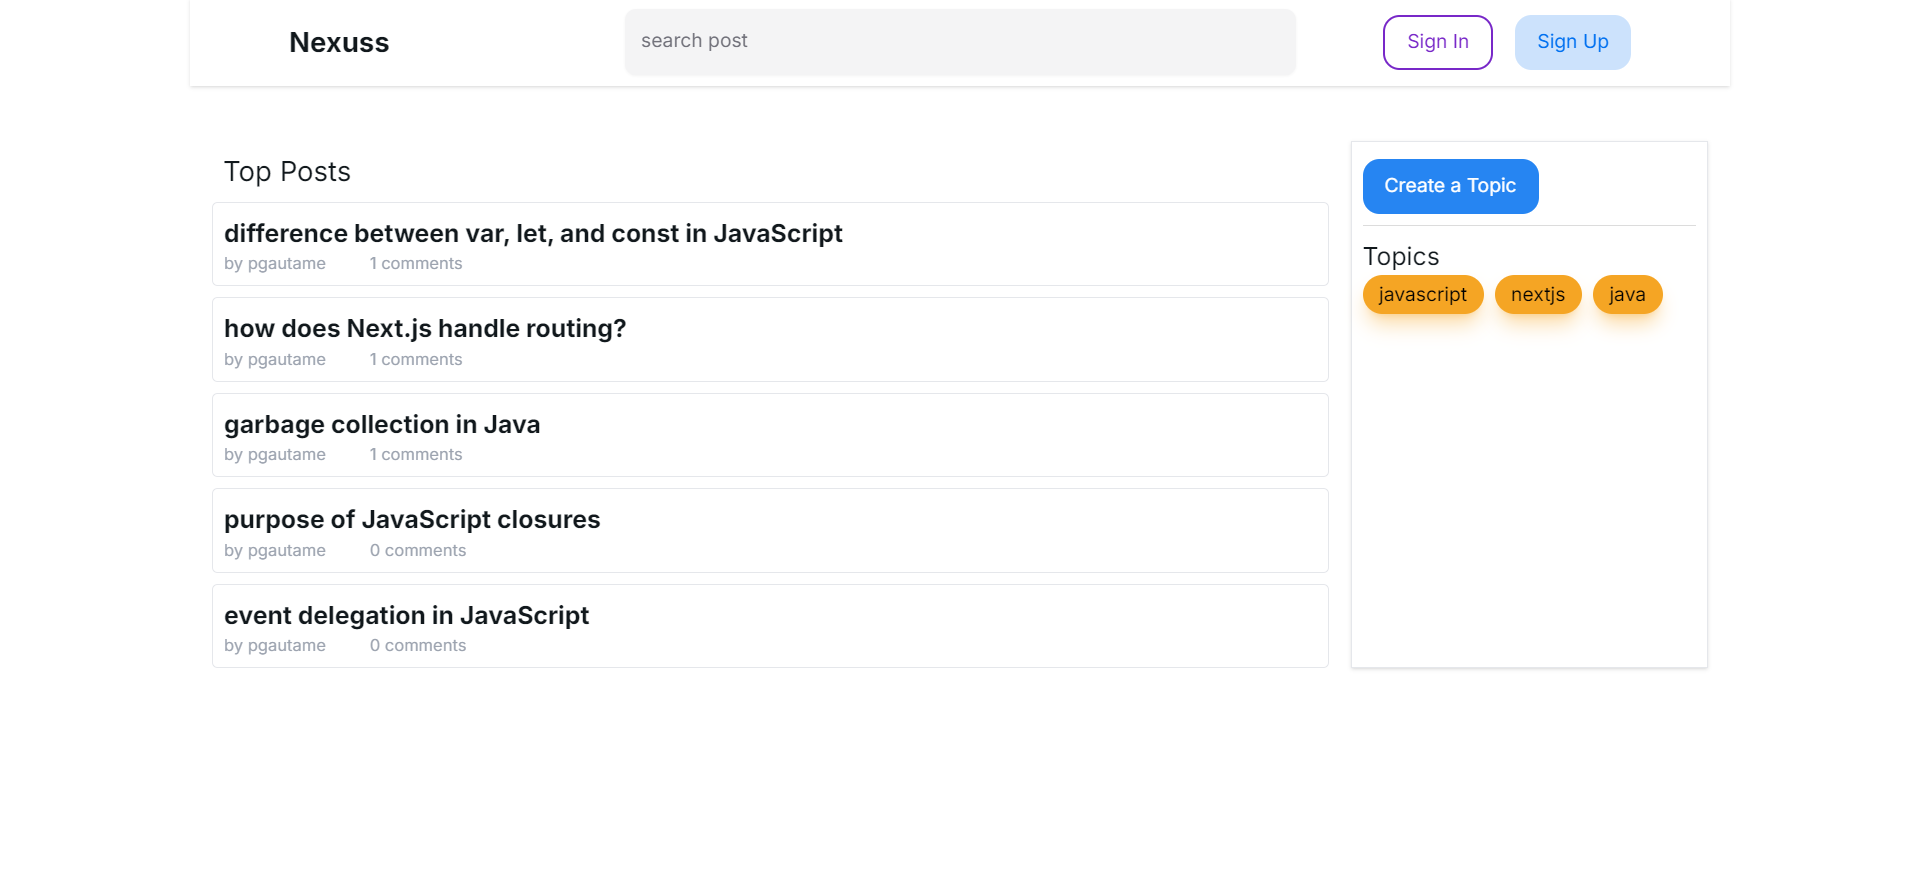 Nexuss
search post
Sign In
Sign Up
Top Posts
difference between var, let, and const in JavaScript
by pgautame 1 comments
how does Next.js handle routing?
by pgautame 1 comments
garbage collection in Java
by pgautame 1 comments
purpose of JavaScript closures
by pgautame 0 comments
event delegation in JavaScript
by pgautame 0 comments
Create a Topic
Topics
javascript nextjs java